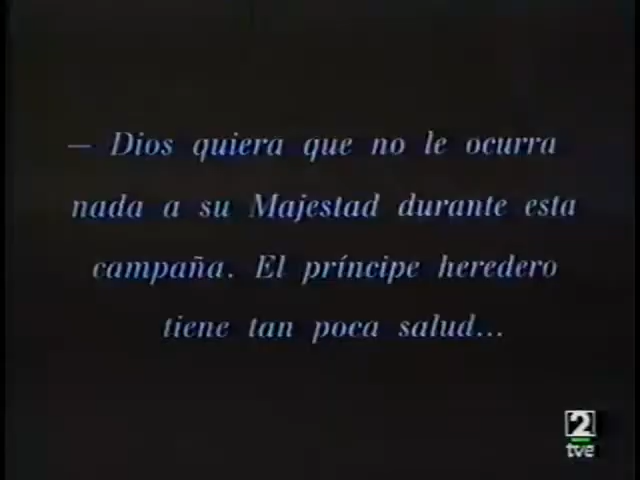 — Dios quiera que no le ocurra
nada a su Majestad durante esta
campaña. El príncipe heredero
tiene tan poca salud...
2
tve